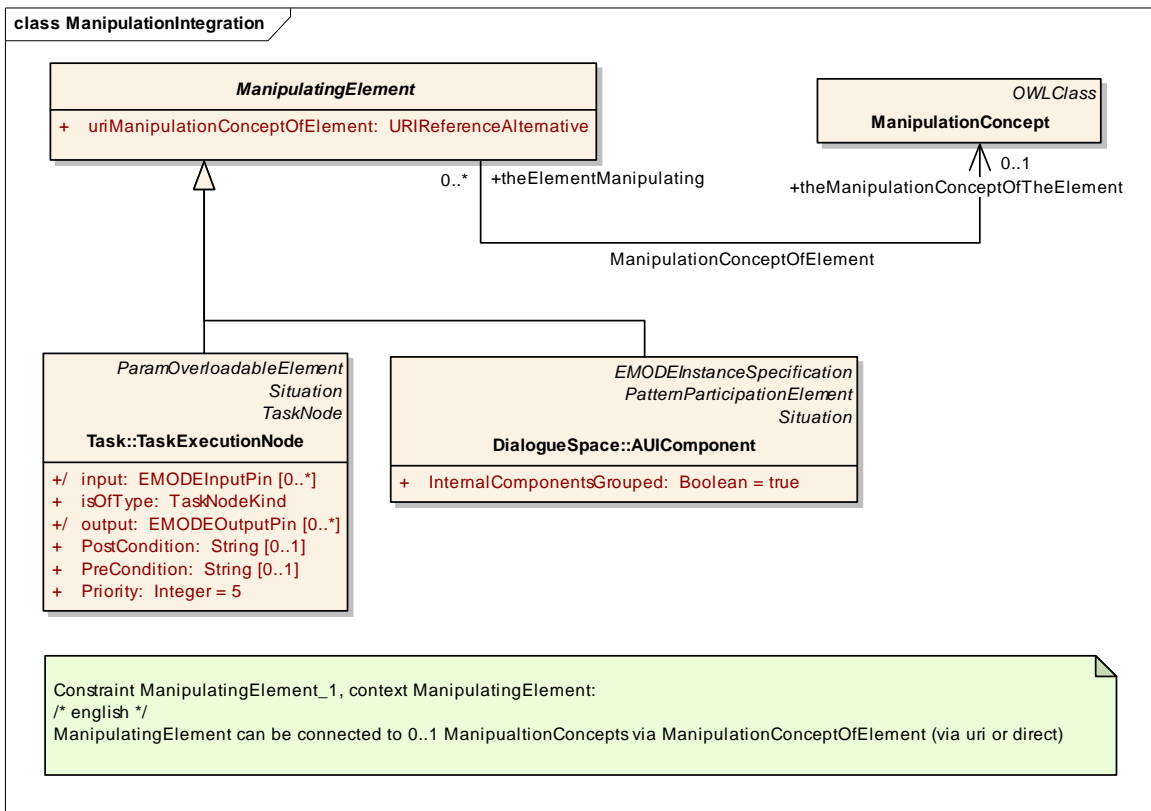 class ManipulationIntegration
ManipulatingElement
+ uriManipulationConceptOfElement: URIReferenceAlternative
OWLClass
ManipulationConcept
0..* +theElementManipulating
0..1
+theManipulationConceptOfTheElement
ManipulationConceptOfElement
ParamOverloadableElement
Situation
TaskNode
Task::TaskExecutionNode
+/ input: EMODEInputPin [0..*]
+ isOfType: TaskNodeKind
+/ output: EMODEOutputPin [0..*]
+ PostCondition: String [0..1]
+ PreCondition: String [0..1]
+ Priority: Integer = 5
EMODEInstanceSpecification
PatternParticipationElement
Situation
DialogueSpace::AUIComponent
+ InternalComponentsGrouped: Boolean = true
Constraint ManipulatingElement_1, context ManipulatingElement:
/* english */
ManipulatingElement can be connected to 0..1 ManipualtionConcepts via ManipulationConceptOfElement (via uri or direct)